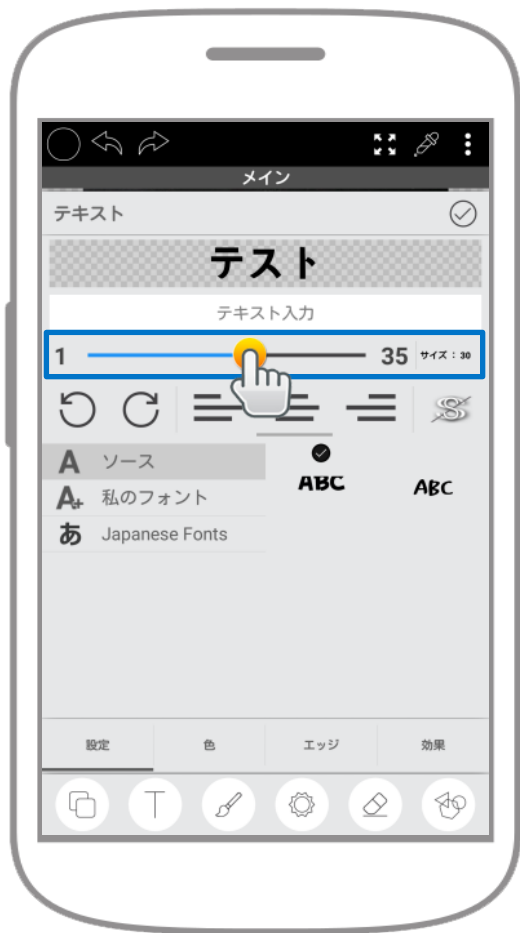 メイン
テキスト
テスト
テキスト入力
1 35 サイズ : 30
A ソース
ABC ABC
A+ 私のフォント
あ Japanese Fonts
設定 色 エッジ 効果